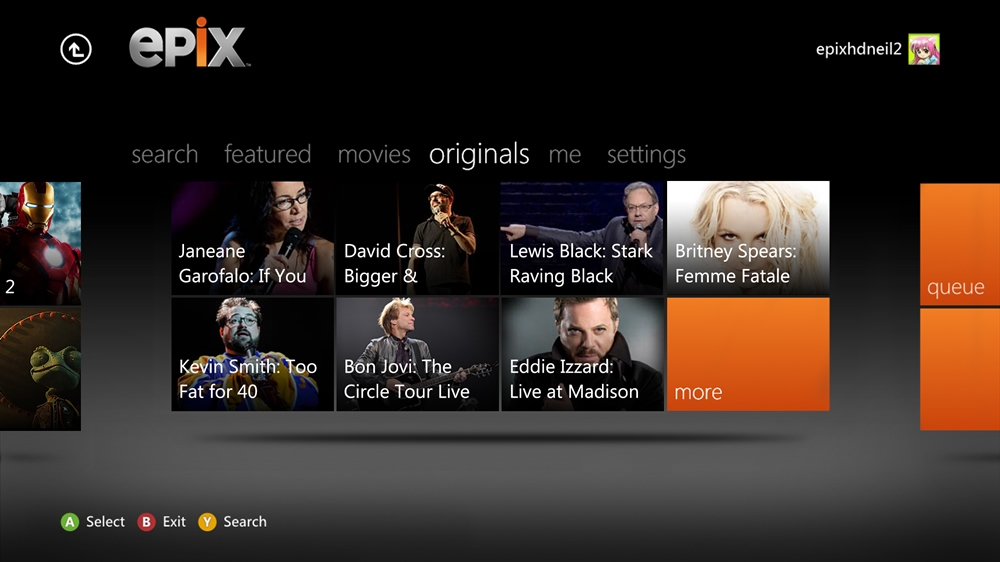 epix
epixhdneil2
search featured movies originals me settings
2
Janeane
Garofalo: If You
David Cross:
Bigger &
Lewis Black: Stark
Raving Black
Britney Spears:
Femme Fatale
queue
Kevin Smith: Too
Fat for 40
Bon Jovi: The
Circle Tour Live
Eddie Izzard:
Live at Madison
more
A Select B Exit Y Search